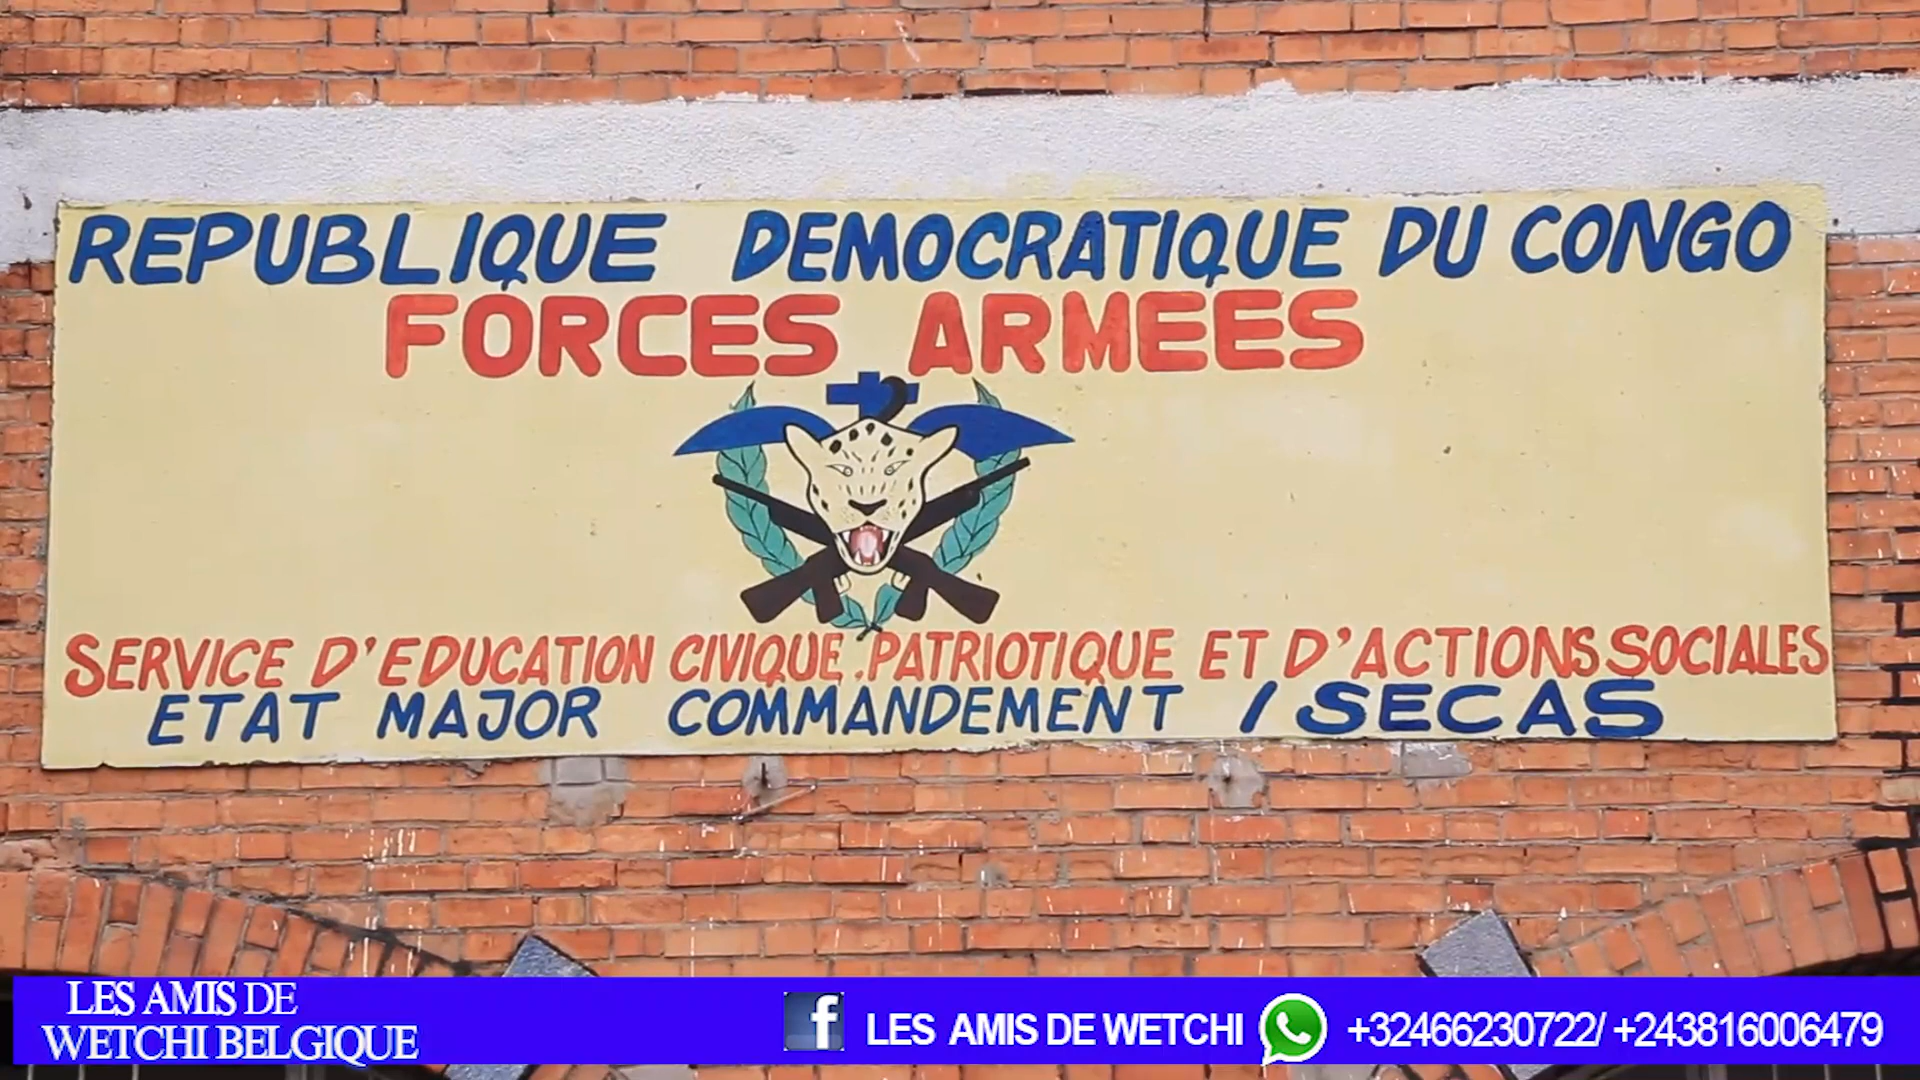 REPUBLIQUE DEMOCRATIQUE DU CONGO
FORCES ARMEES
SERVICE D'EDUCATION CIVIQUE, PATRIOTIQUE ET D'ACTIONS SOCIALES
ETAT MAJOR COMMANDEMENT / SECAS
LES AMIS DE
WETCHI BELGIQUE
f LES AMIS DE WETCHI +32466230722/ +243816006479